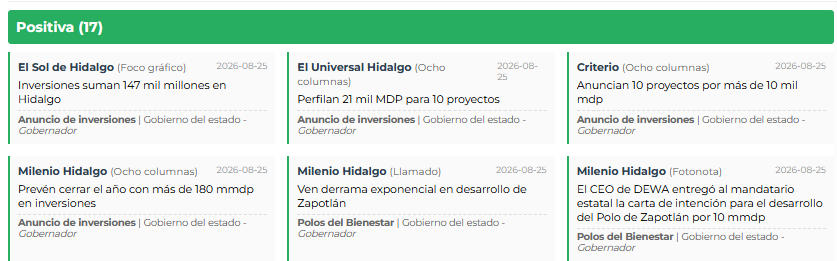 Positiva (17)
El Sol de Hidalgo (Foco gráfico) 2026-08-25
Inversiones suman 147 mil millones en
Hidalgo
Anuncio de inversiones | Gobierno del estado -
Gobernador
El Universal Hidalgo (Ocho
columnas) 2026-08-
25
Perfilan 21 mil MDP para 10 proyectos
Anuncio de inversiones | Gobierno del estado -
Gobernador
Criterio (Ocho columnas) 2026-08-25
Anuncian 10 proyectos por más de 10 mil
mdp
Anuncio de inversiones | Gobierno del estado -
Gobernador
Milenio Hidalgo (Ocho columnas) 2026-08-25
Prevén cerrar el año con más de 180 mmdp
en inversiones
Anuncio de inversiones | Gobierno del estado -
Gobernador
Milenio Hidalgo (Llamado) 2026-08-25
Ven derrama exponencial en desarrollo de
Zapotlán
Polos del Bienestar | Gobierno del estado -
Gobernador
Milenio Hidalgo (Fotonota) 2026-08-25
El CEO de DEWA entregó al mandatario
estatal la carta de intención para el desarrollo
del Polo de Zapotlán por 10 mmdp
Polos del Bienestar | Gobierno del estado -
Gobernador